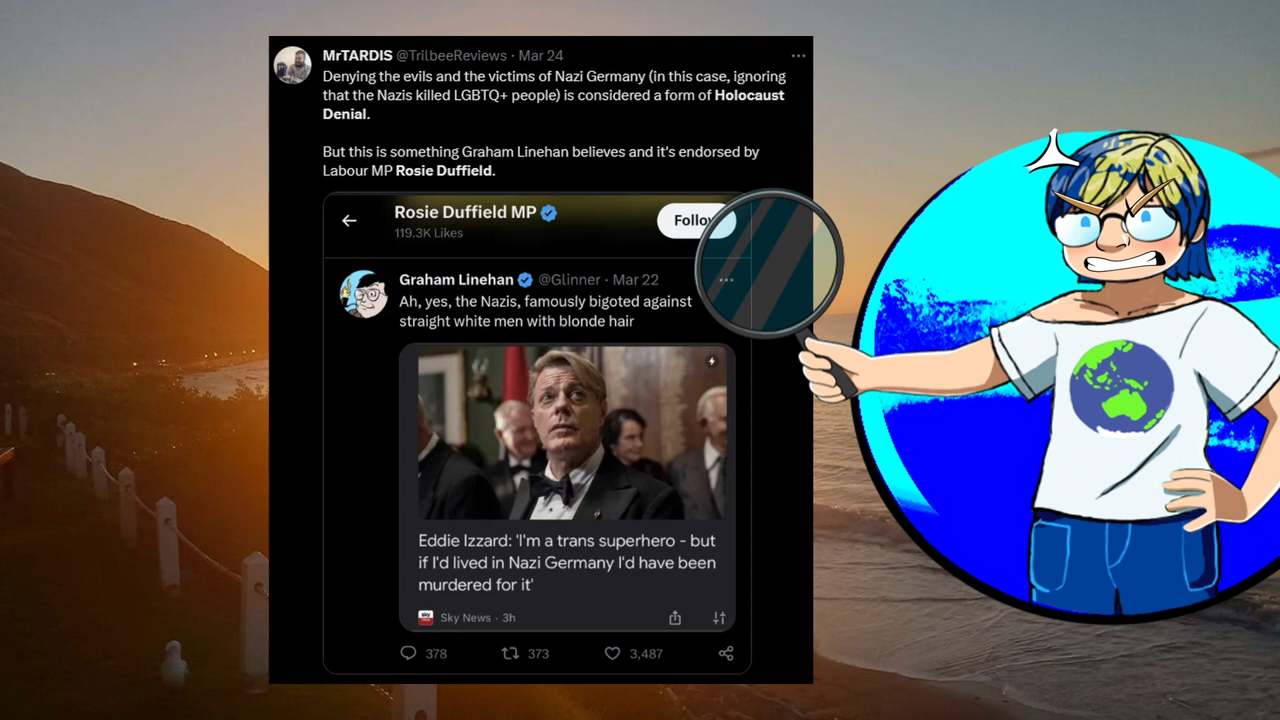 MrTARDIS @TrilbeeReviews · Mar 24
Denying the evils and the victims of Nazi Germany (in this case, ignoring
that the Nazis killed LGBTQ+ people) is considered a form of Holocaust
Denial.
But this is something Graham Linehan believes and it's endorsed by
Labour MP Rosie Duffield.
Rosie Duffield MP
119.3K Likes
Follow
Graham Linehan @Glinner · Mar 22
Ah, yes, the Nazis, famously bigoted against
straight white men with blonde hair
Eddie Izzard: 'I'm a trans superhero - but
if I'd lived in Nazi Germany I'd have been
murdered for it'
Sky News · 3h
378 373 3,487